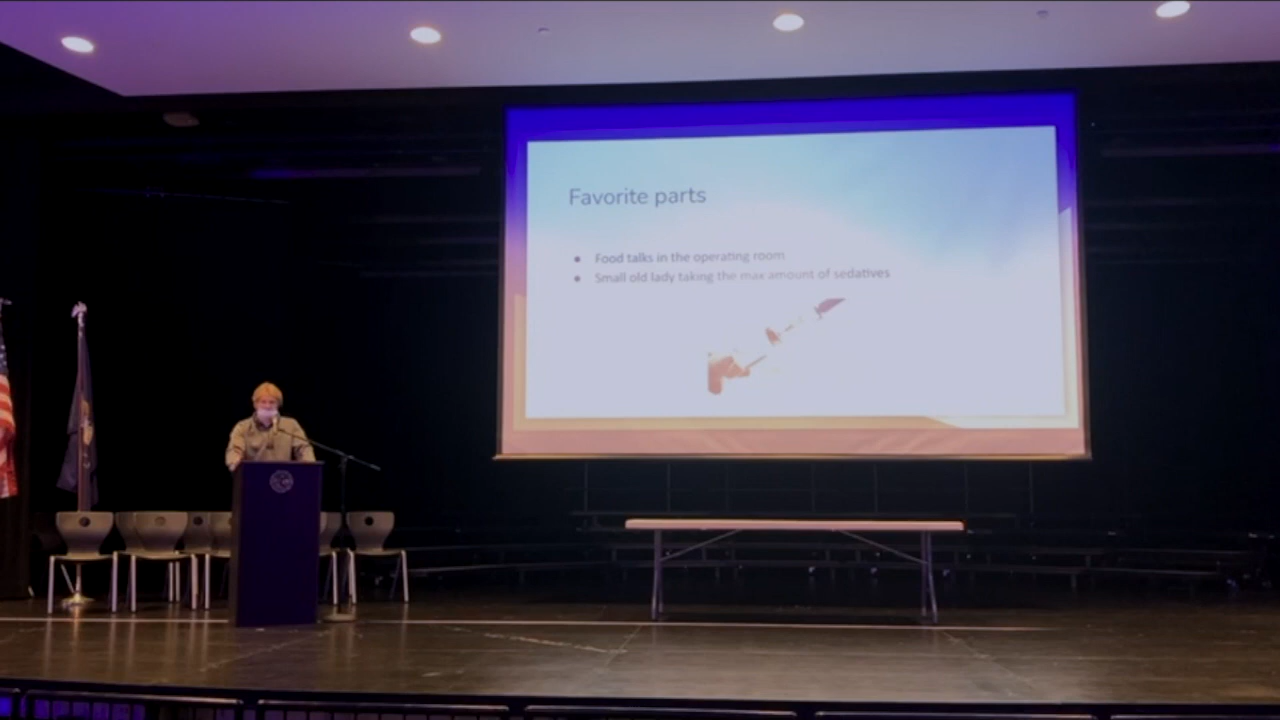 Favorite parts
● Food talks in the operating room
● Small old lady taking the max amount of sedatives